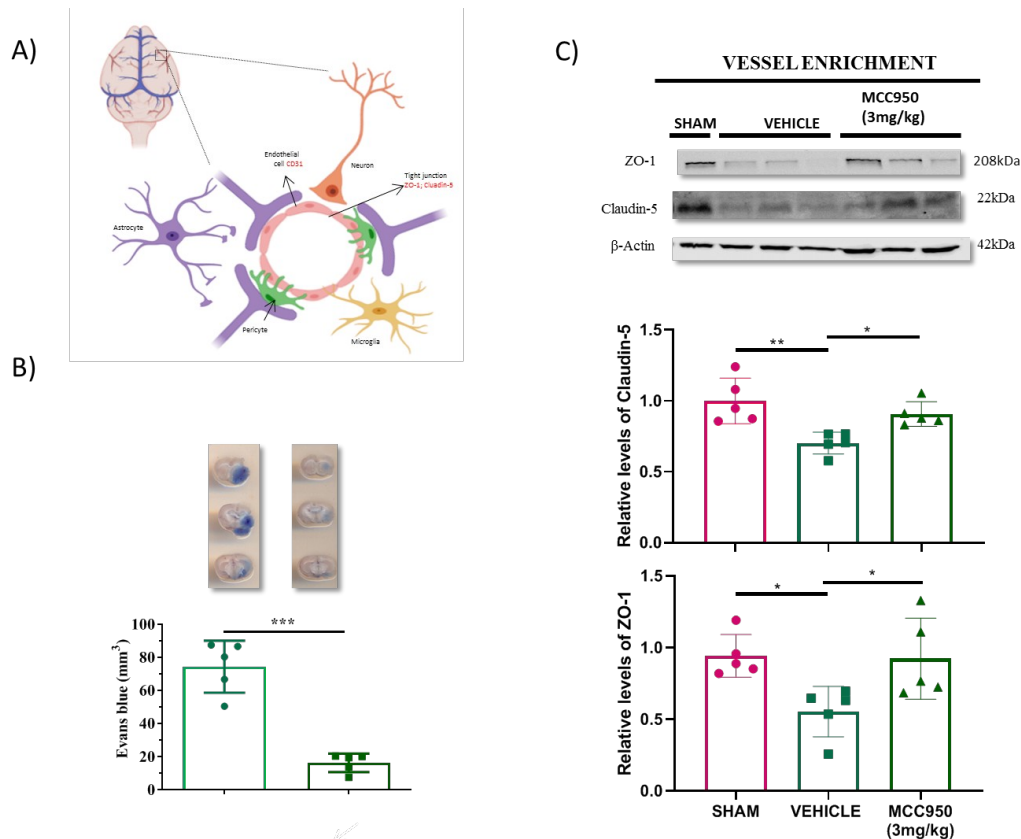 A)
Endothelial
cell CD31
Neuron
Tight junction
ZO-1; Cluadin-5
Astrocyte
Pericyte
Microglia
B)
***
Evans blue (mm3)
100
80
60
40
20
0
C)
VESSEL ENRICHMENT
SHAM
VEHICLE
MCC950
(3mg/kg)
ZO-1
208kDa
Claudin-5
22kDa
β-Actin
42kDa
Relative levels of Claudin-5
1.5
1.0
0.5
0.0
**
*
Relative levels of ZO-1
1.5
1.0
0.5
0.0
*
*
SHAM
VEHICLE
MCC950
(3mg/kg)